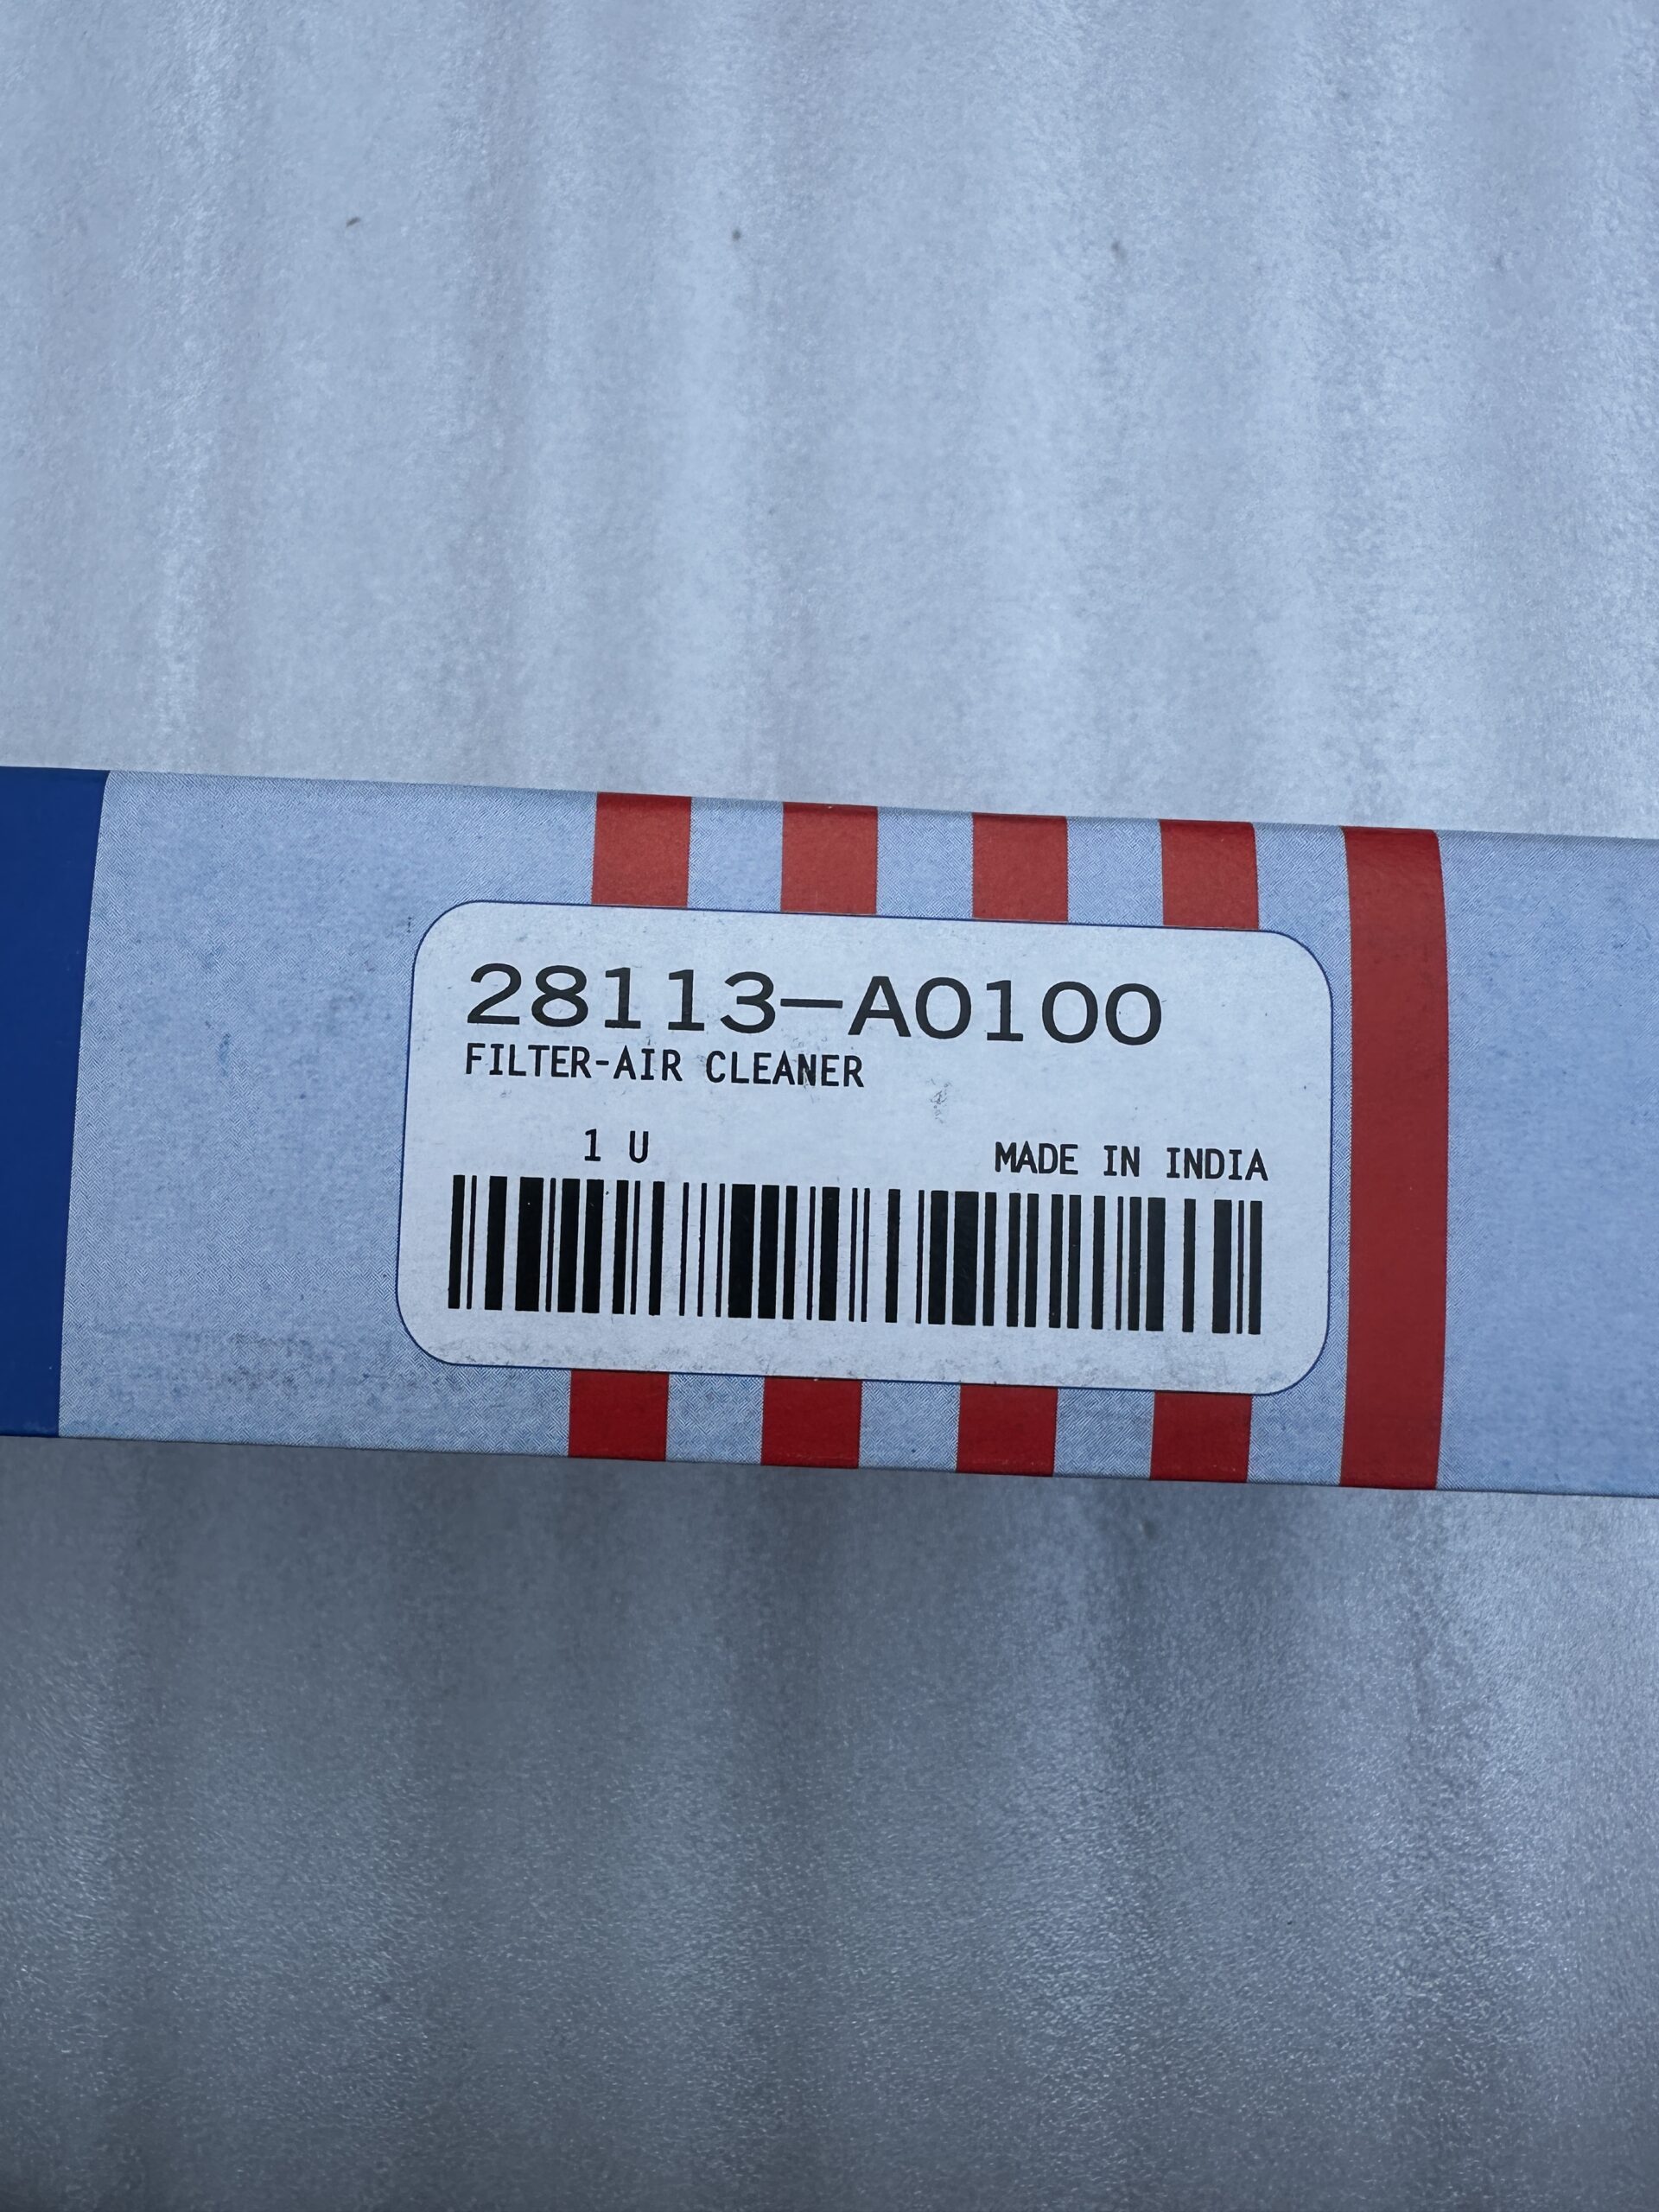 28113-A0100
FILTER-AIR CLEANER
1 U
MADE IN INDIA